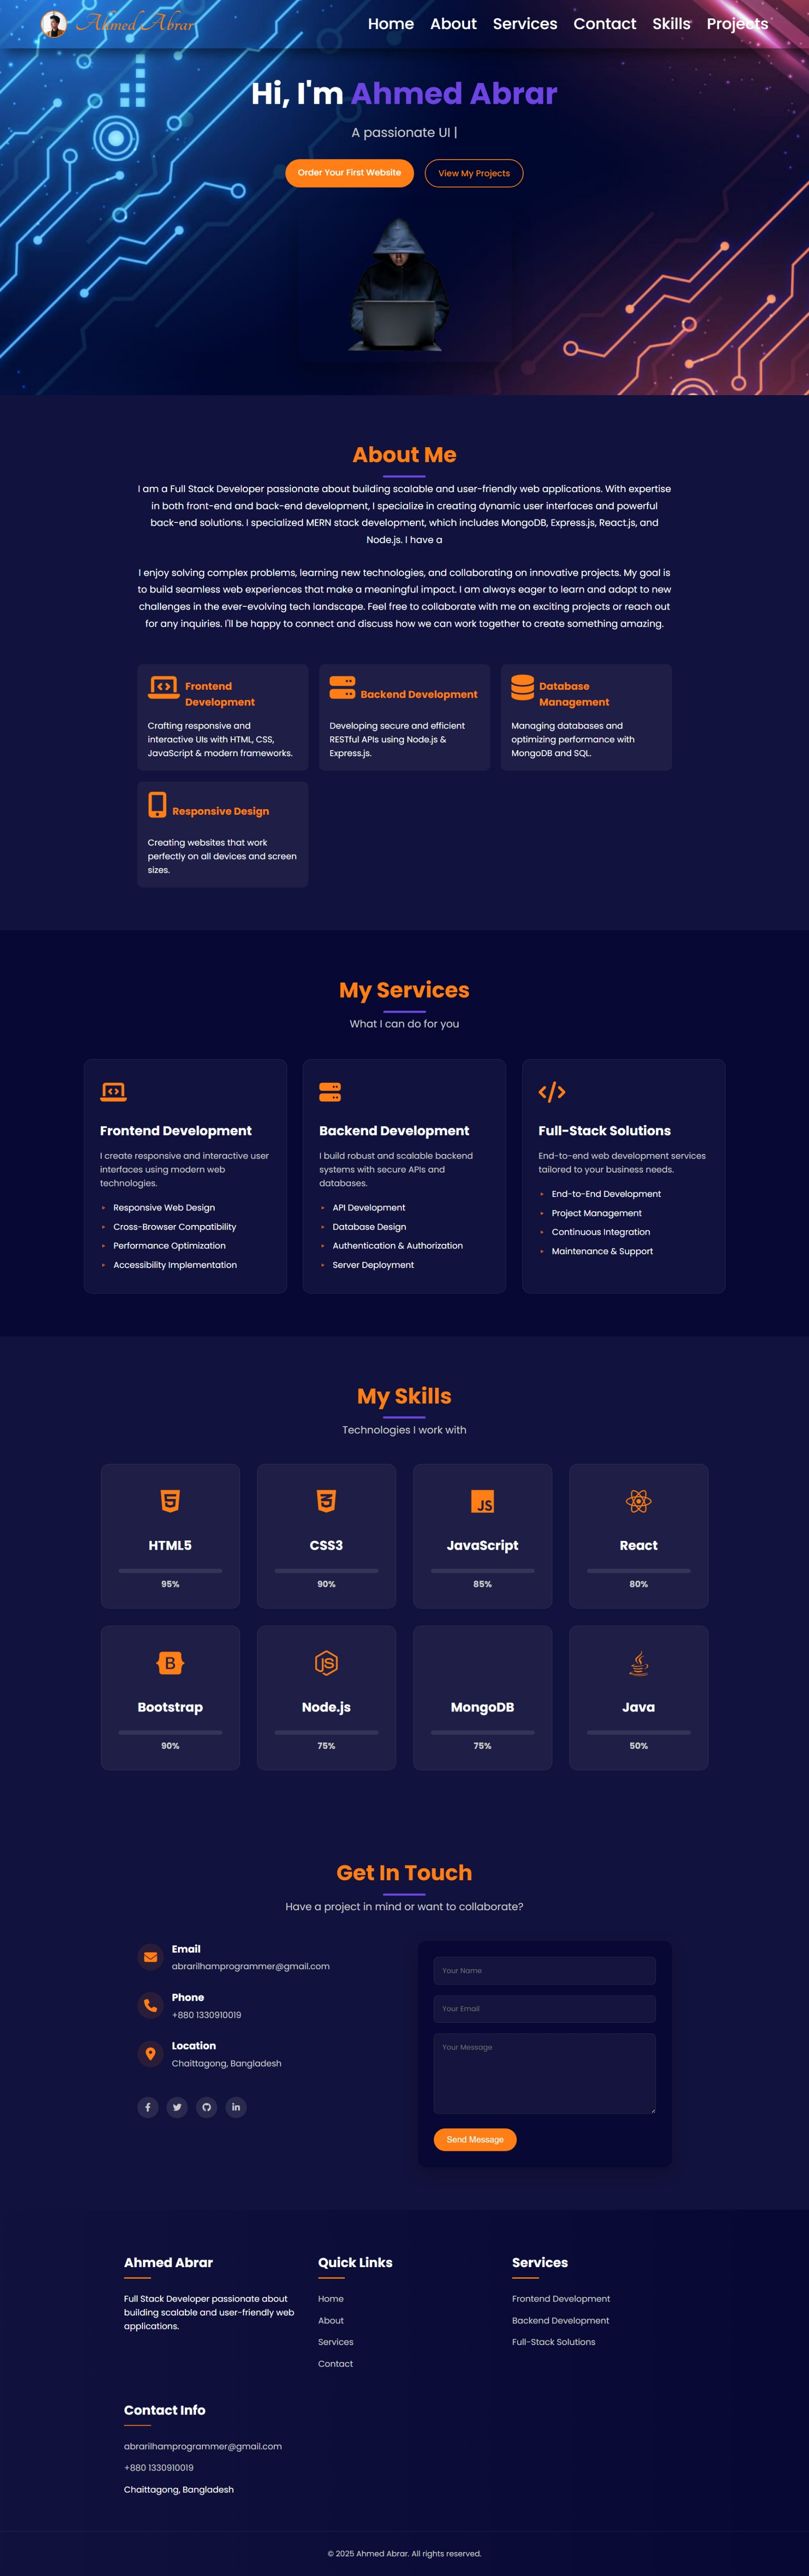 Ahmed Abrar
Home About Services Contact Skills Projects
Hi, I'm Ahmed Abrar
A passionate UI |
Order Your First Website
View My Projects
About Me
I am a Full Stack Developer passionate about building scalable and user-friendly web applications. With expertise
in both front-end and back-end development, I specialize in creating dynamic user interfaces and powerful
back-end solutions. I specialized MERN stack development, which includes MongoDB, Express.js, React.js, and
Node.js. I have a
I enjoy solving complex problems, learning new technologies, and collaborating on innovative projects. My goal is
to build seamless web experiences that make a meaningful impact. I am always eager to learn and adapt to new
challenges in the ever-evolving tech landscape. Feel free to collaborate with me on exciting projects or reach out
for any inquiries. I'll be happy to connect and discuss how we can work together to create something amazing.
Frontend
Development
Crafting responsive and
interactive UIs with HTML, CSS,
JavaScript & modern frameworks.
Backend Development
Developing secure and efficient
RESTful APIs using Node.js &
Express.js.
Database
Management
Managing databases and
optimizing performance with
MongoDB and SQL.
Responsive Design
Creating websites that work
perfectly on all devices and screen
sizes.
My Services
What I can do for you
Frontend Development
I create responsive and interactive user
interfaces using modern web
technologies.
Responsive Web Design
Cross-Browser Compatibility
Performance Optimization
Accessibility Implementation
Backend Development
I build robust and scalable backend
systems with secure APIs and
databases.
API Development
Database Design
Authentication & Authorization
Server Deployment
Full-Stack Solutions
End-to-end web development services
tailored to your business needs.
End-to-End Development
Project Management
Continuous Integration
Maintenance & Support
My Skills
Technologies I work with
HTML5
95%
CSS3
90%
JS
JavaScript
85%
React
80%
B
Bootstrap
90%
JS
Node.js
75%
MongoDB
75%
Java
50%
Get In Touch
Have a project in mind or want to collaborate?
Email
abrarilhamprogrammer@gmail.com
Phone
+880 1330910019
Location
Chaittagong, Bangladesh
Your Name
Your Email
Your Message
Send Message
Ahmed Abrar
Full Stack Developer passionate about
building scalable and user-friendly web
applications.
Quick Links
Home
About
Services
Contact
Services
Frontend Development
Backend Development
Full-Stack Solutions
Contact Info
abrarilhamprogrammer@gmail.com
+880 1330910019
Chaittagong, Bangladesh
© 2025 Ahmed Abrar. All rights reserved.